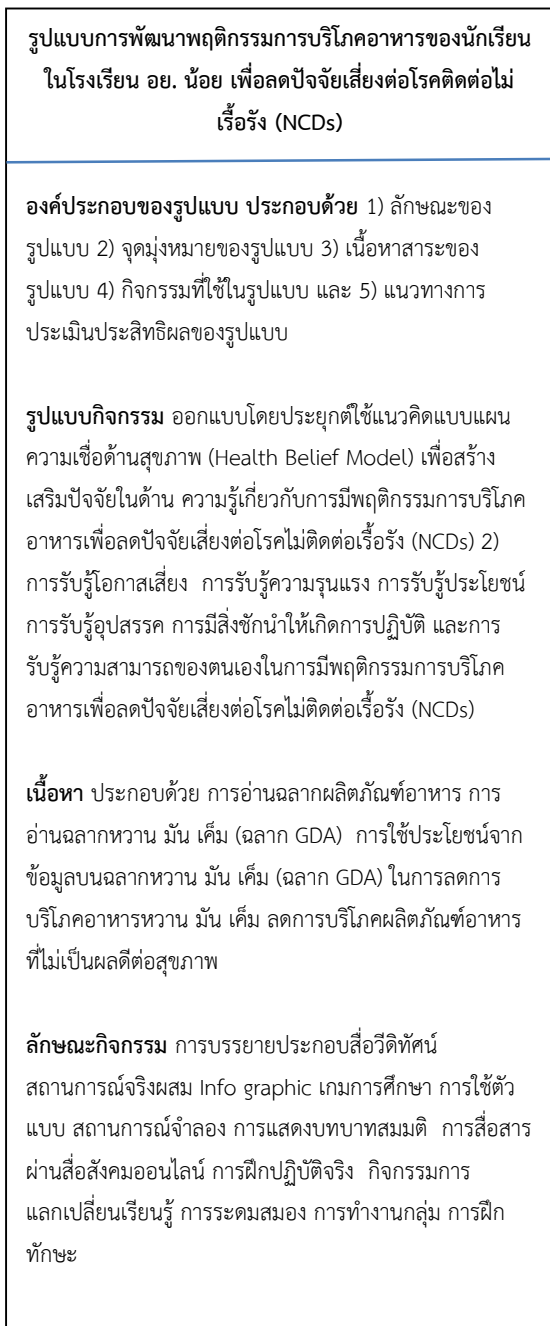 รูปแบบการพัฒนาพฤติกรรมการบริโภคอาหารของนักเรียน
ในโรงเรียน อย. น้อย เพื่อลดปัจจัยเสี่ยงต่อโรคติดต่อไม่
เรื้อรัง (NCDs)
องค์ประกอบของรูปแบบ ประกอบด้วย 1) ลักษณะของ
รูปแบบ 2) จุดมุ่งหมายของรูปแบบ 3) เนื้อหาสาระของ
รูปแบบ 4) กิจกรรมที่ใช้ในรูปแบบ และ 5) แนวทางการ
ประเมินประสิทธิผลของรูปแบบ
รูปแบบกิจกรรม ออกแบบโดยประยุกต์ใช้แนวคิดแบบแผน
ความเชื่อด้านสุขภาพ (Health Belief Model) เพื่อสร้าง
เสริมปัจจัยในด้าน ความรู้เกี่ยวกับการมีพฤติกรรมการบริโภค
อาหารเพื่อลดปัจจัยเสี่ยงต่อโรคไม่ติดต่อเรื้อรัง (NCDs) 2)
การรับรู้โอกาสเสี่ยง การรับรู้ความรุนแรง การรับรู้ประโยชน์
การรับรู้อุปสรรค การมีสิ่งชักนำให้เกิดการปฏิบัติ และการ
รับรู้ความสามารถของตนเองในการมีพฤติกรรมการบริโภค
อาหารเพื่อลดปัจจัยเสี่ยงต่อโรคไม่ติดต่อเรื้อรัง (NCDs)
เนื้อหา ประกอบด้วย การอ่านฉลากผลิตภัณฑ์อาหาร การ
อ่านฉลากหวาน มัน เค็ม (ฉลาก GDA) การใช้ประโยชน์จาก
ข้อมูลบนฉลากหวาน มัน เค็ม (ฉลาก GDA) ในการลดการ
บริโภคอาหารหวาน มัน เค็ม ลดการบริโภคผลิตภัณฑ์อาหาร
ที่ไม่เป็นผลดีต่อสุขภาพ
ลักษณะกิจกรรม การบรรยายประกอบสื่อวีดิทัศน์
สถานการณ์จริงผสม Info graphic เกมการศึกษา การใช้ตัว
แบบ สถานการณ์จำลอง การแสดงบทบาทสมมติ การสื่อสาร
ผ่านสื่อสังคมออนไลน์ การฝึกปฏิบัติจริง กิจกรรมการ
แลกเปลี่ยนเรียนรู้ การระดมสมอง การทำงานกลุ่ม การฝึก
ทักษะ